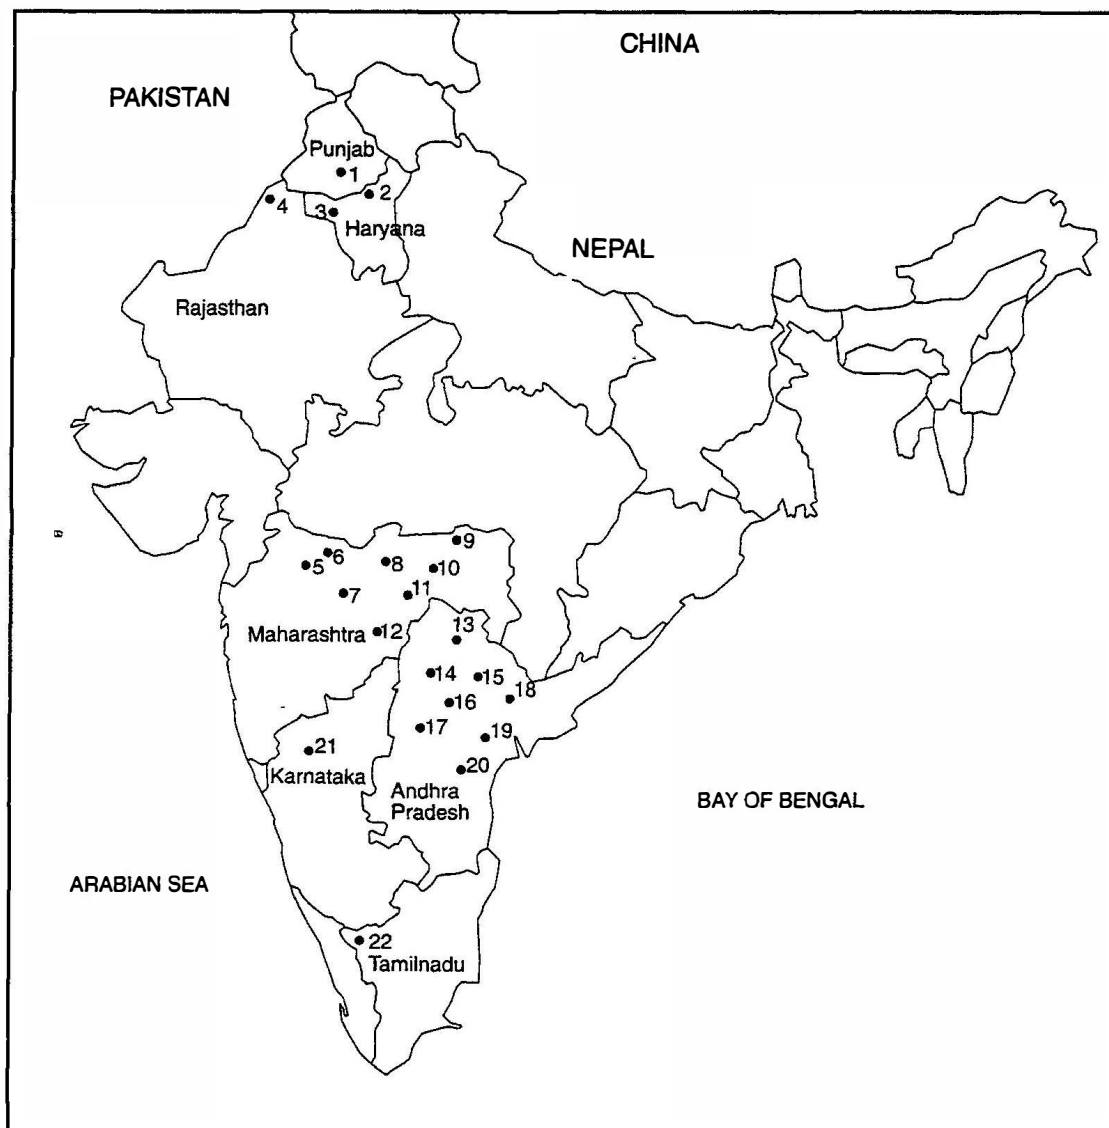 CHINA
PAKISTAN
Punjab
1
2
4
3
Haryana
NEPAL
Rajasthan
9
6
5
8
10
7
11
Maharashtra
12
13
14
15
16
18
17
19
21
20
Karnataka
Andhra
Pradesh
BAY OF BENGAL
ARABIAN SEA
22
Tamilnadu